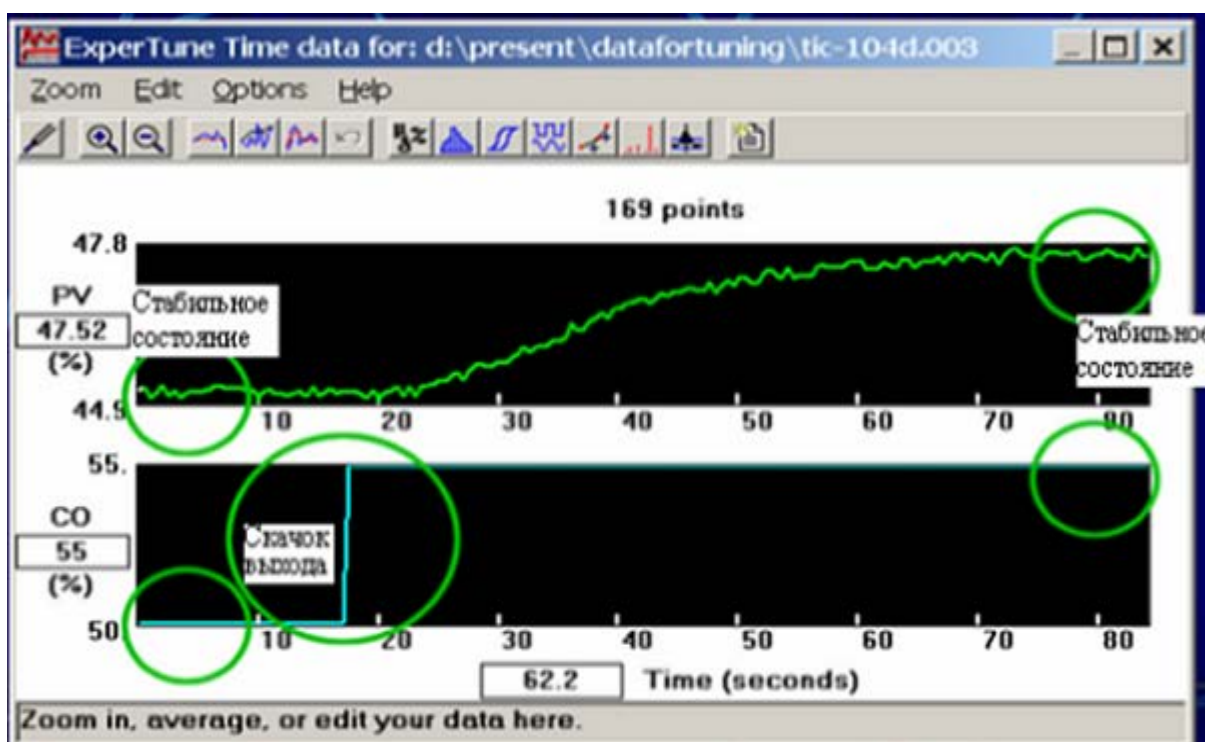 ExperTune Time data for: d:\present\datafortuning\tic-104d.003
Zoom Edit Options Help
169 points
47.8
PV
47.52
(%)
44.9
Стабильное
состояние
Стабильное
состояние
10 20 30 40 50 60 70 80
55.
CO
55
(%)
50.
Скачок
выхода
10 20 30 40 50 60 70 80
62.2 Time (seconds)
Zoom in, average, or edit your data here.